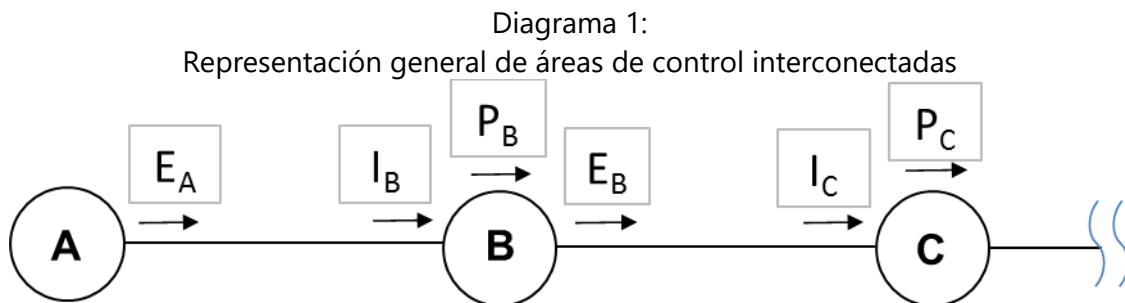 Diagrama 1:
Representación general de áreas de control interconectadas
E_A
I_B
P_B
E_B
I_C
P_C
A
B
C